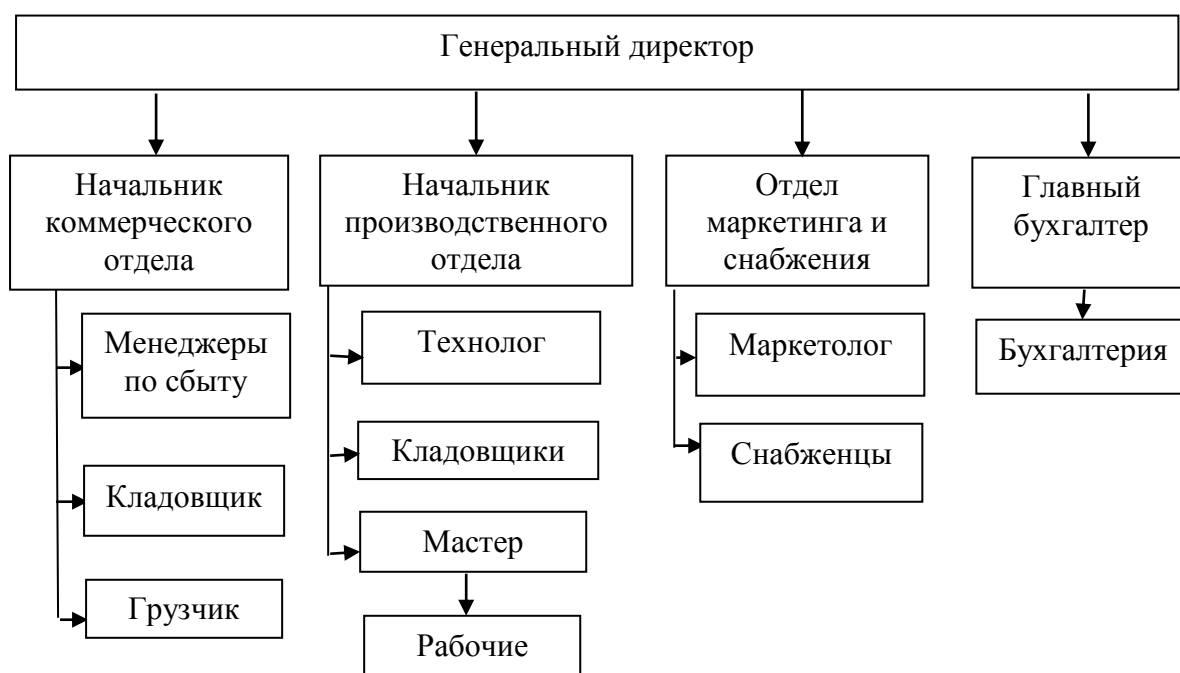 Генеральный директор
Начальник
коммерческого
отдела
Начальник
производственного
отдела
Отдел
маркетинга и
снабжения
Главный
бухгалтер
Менеджеры
по сбыту
Кладовщик
Грузчик
Технолог
Кладовщики
Мастер
Рабочие
Маркетолог
Снабженцы
Бухгалтерия